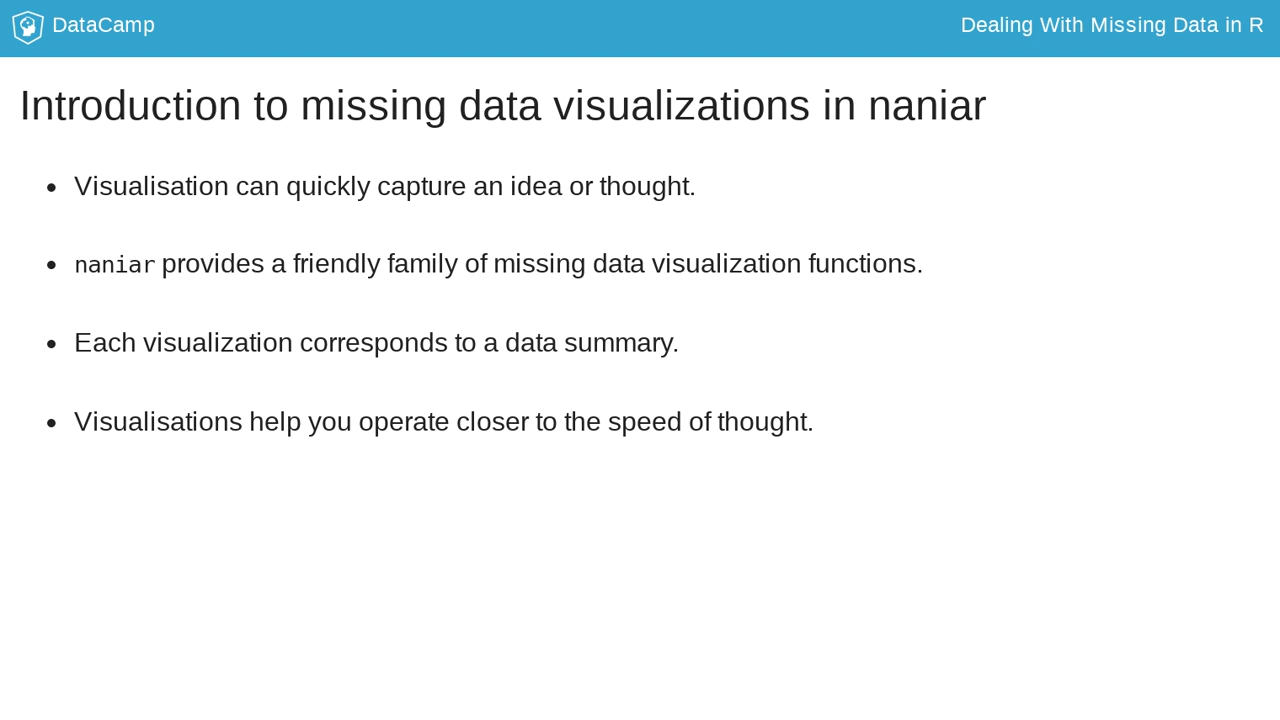 DataCamp
Dealing With Missing Data in R
Introduction to missing data visualizations in naniar
• Visualisation can quickly capture an idea or thought.
• naniar provides a friendly family of missing data visualization functions.
• Each visualization corresponds to a data summary.
• Visualisations help you operate closer to the speed of thought.